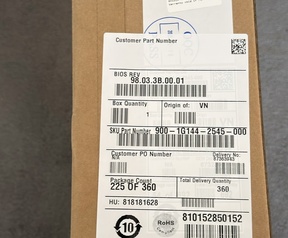 Customer Part Number
BIOS REV
98.03.3B.00.01
Box Quantity
1
Origin of: VN
SKU Part Number 900-1G144-2545-000
Customer PO Number
N/A
Delivery No:
Package Count
225 OF 360
Total Delivery Quantity
360
HU: 818181628
10
RoHS
810152850152